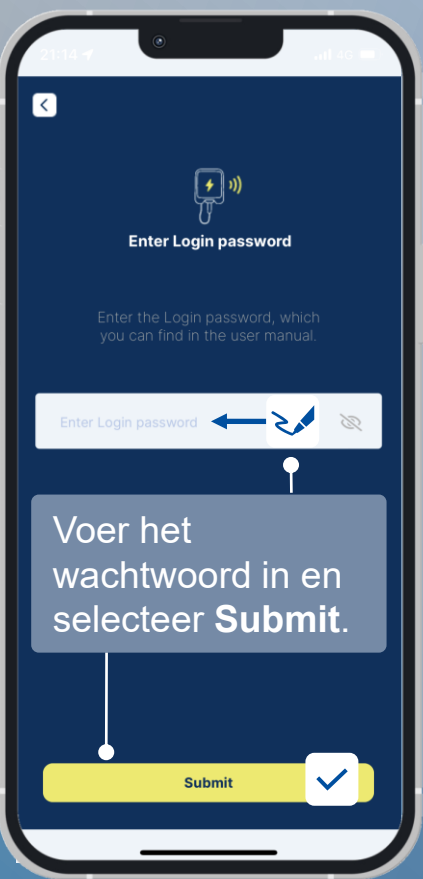 21:14
4G
Enter Login password
Enter the Login password, which
you can find in the user manual.
Enter Login password
Voer het
wachtwoord in en
selecteer Submit.
Submit